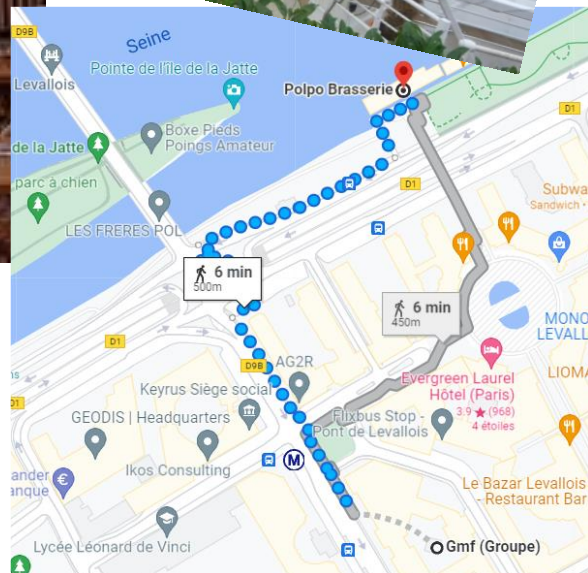 D9B
Seine
Levallois
Pointe de l'île de la Jatte
Polpo Brasserie
Boxe Pieds
Poings Amateur
de la Jatte
parc à chien
D1
Subwa
Sandwich •
LES FRERES POL
6 min
500m
6 min
450m
MONO
LEVALL
D1
D9B
AG2R
Keyrus Siège social
Evergreen Laurel
Hôtel (Paris)
3.9 ★ (968)
4 étoiles
LIOMA
D1
GEODIS | Headquarters
Flixbus Stop -
Pont de Levallois
Ikos Consulting
M
ander
anque
Le Bazar Levallois
- Restaurant Bar
Lycée Léonard de Vinci
Gmf (Groupe)